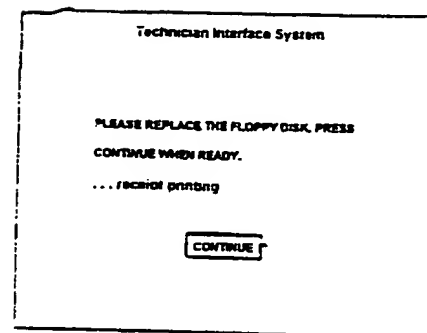 Technician Interface System
PLEASE REPLACE THE FLOPPY DISK, PRESS
CONTINUE WHEN READY.
... receipt printing
CONTINUE